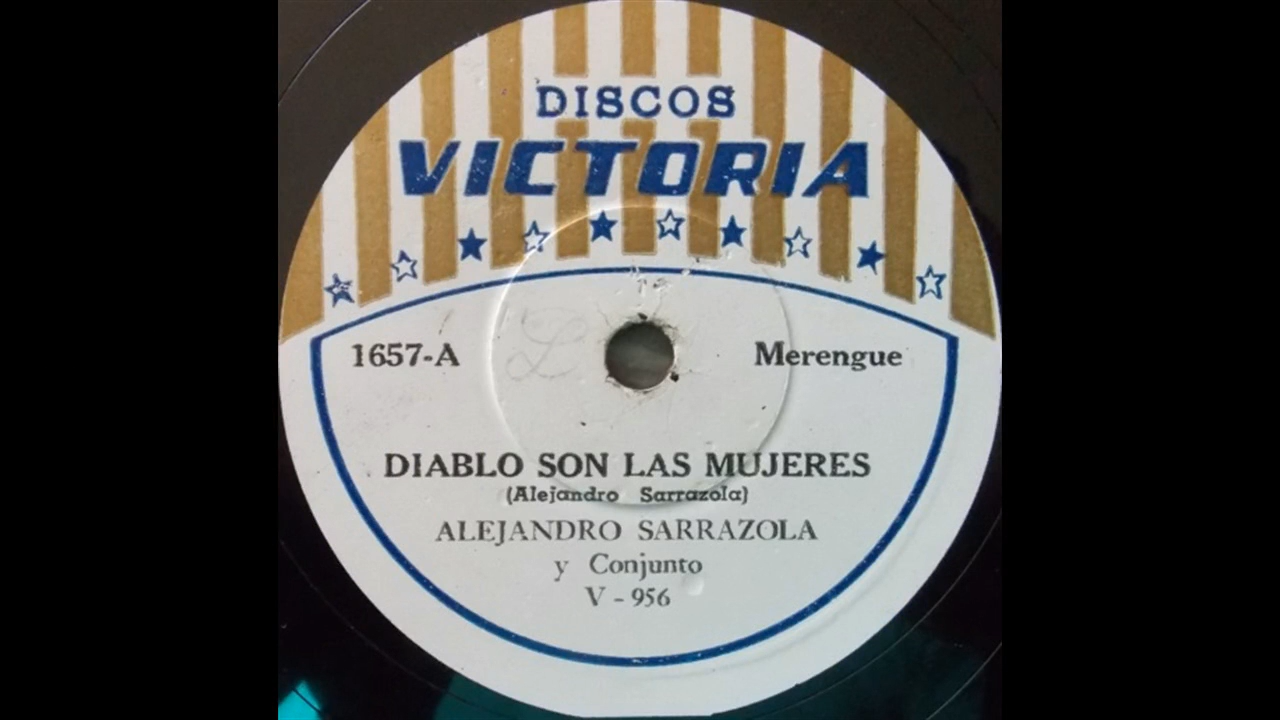 DISCOS
VICTORIA
1657-A
Merengue
DIABLO SON LAS MUJERES
(Alejandro Sarrazola)
ALEJANDRO SARRAZOLA
y Conjunto
V - 956